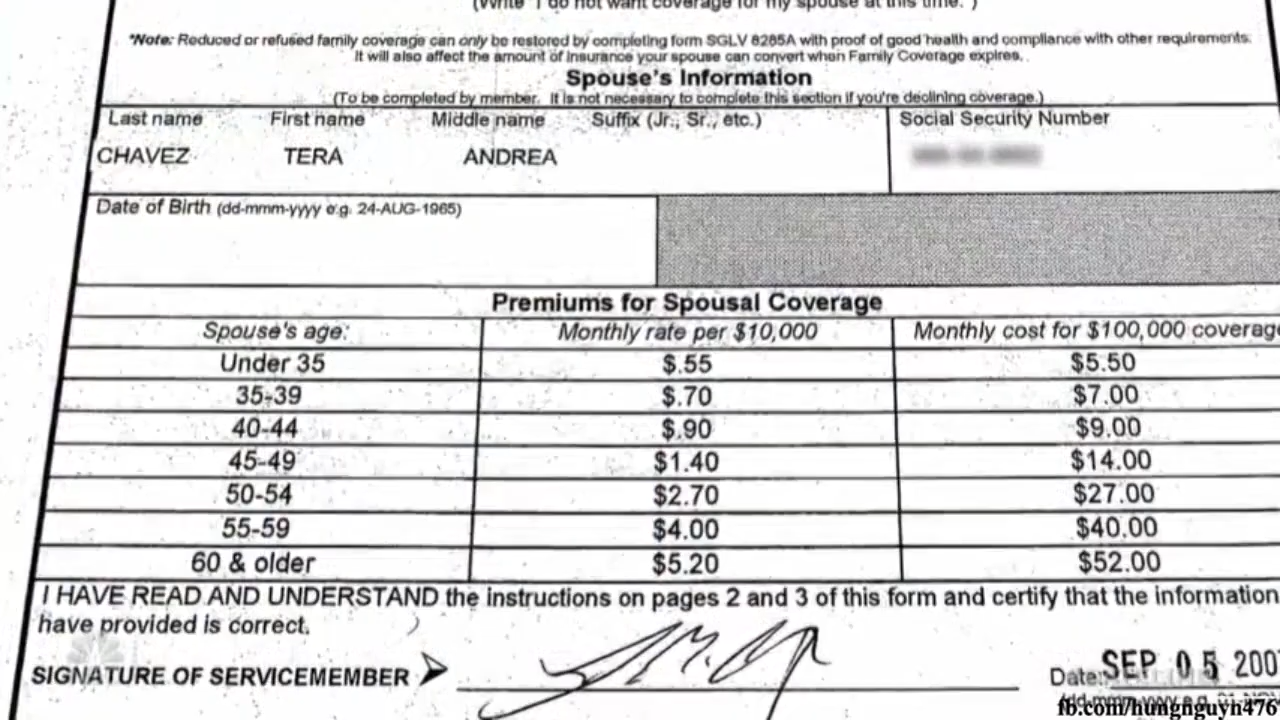 (Write "I do not want coverage for my spouse at this time.")
*Note: Reduced or refused family coverage can only be restored by completing form SGLV 8285A with proof of good health and compliance with other requirements.
It will also affect the amount of insurance your spouse can convert when Family Coverage expires.
Spouse's Information
(To be completed by member. It is not necessary to complete this section if you're declining coverage.)
Last name First name Middle name Suffix (Jr., Sr., etc.) Social Security Number
CHAVEZ TERA ANDREA
Date of Birth (dd-mmm-yyyy e.g. 24-AUG-1965)
Premiums for Spousal Coverage
Spouse's age: Monthly rate per $10,000 Monthly cost for $100,000 coverage
Under 35 $.55 $5.50
35-39 $.70 $7.00
40-44 $.90 $9.00
45-49 $1.40 $14.00
50-54 $2.70 $27.00
55-59 $4.00 $40.00
60 & older $5.20 $52.00
I HAVE READ AND UNDERSTAND the instructions on pages 2 and 3 of this form and certify that the information
have provided is correct.
SIGNATURE OF SERVICEMEMBER Date: SEP 05 2007
fb.com/hungnguyn476